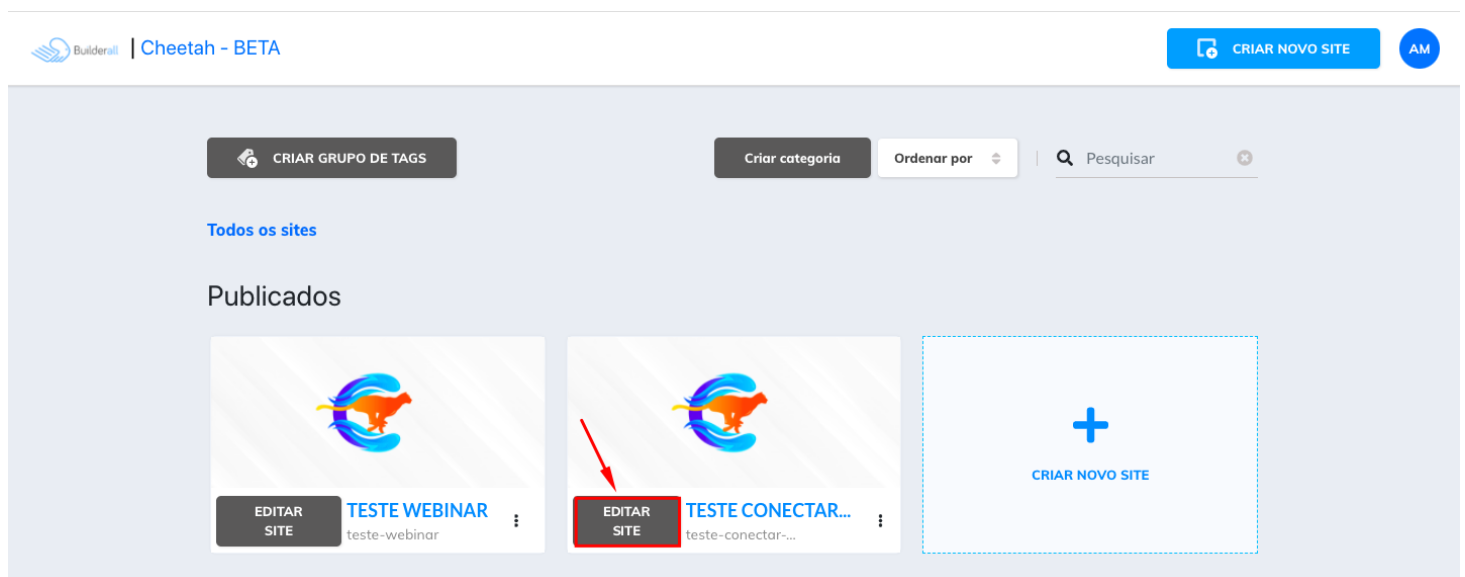 Builderall | Cheetah - BETA
CRIAR NOVO SITE
AM
CRIAR GRUPO DE TAGS
Criar categoria
Ordenar por
Pesquisar
Todos os sites
Publicados
EDITAR
SITE
TESTE WEBINAR
teste-webinar
EDITAR
SITE
TESTE CONECTAR...
teste-conectar-...
CRIAR NOVO SITE